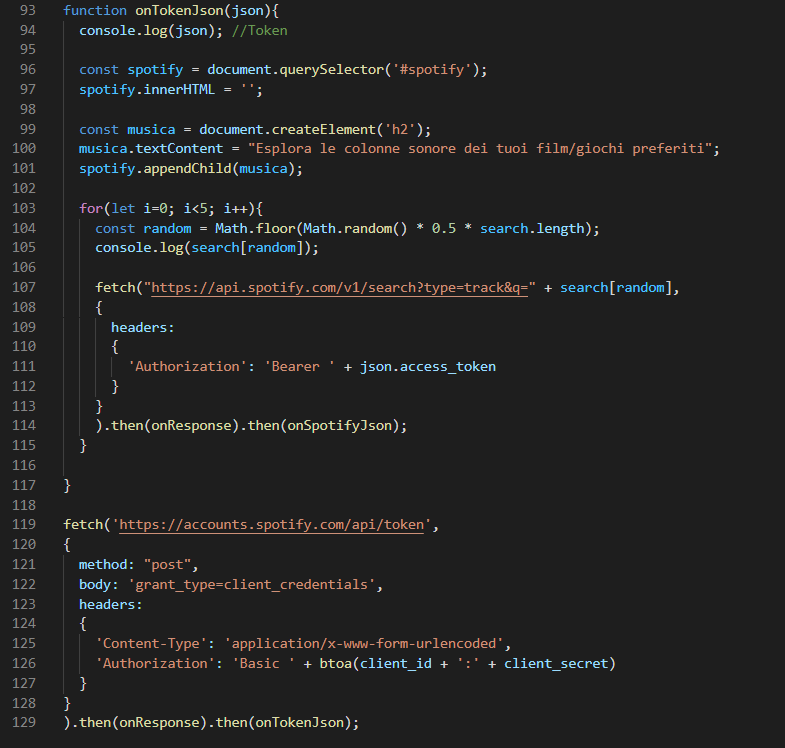 93 function onTokenJson(json){
94   console.log(json); //Token
95
96   const spotify = document.querySelector('#spotify');
97   spotify.innerHTML = '';
98
99   const musica = document.createElement('h2');
100   musica.textContent = "Esplora le colonne sonore dei tuoi film/giochi preferiti";
101   spotify.appendChild(musica);
102
103   for(let i=0; i<5; i++){
104     const random = Math.floor(Math.random() * 0.5 * search.length);
105     console.log(search[random]);
106
107     fetch("https://api.spotify.com/v1/search?type=track&q=" + search[random],
108     {
109       headers:
110       {
111         'Authorization': 'Bearer ' + json.access_token
112       }
113     }
114     ).then(onResponse).then(onSpotifyJson);
115   }
116
117 }
118
119 fetch('https://accounts.spotify.com/api/token',
120 {
121   method: "post",
122   body: 'grant_type=client_credentials',
123   headers:
124   {
125     'Content-Type': 'application/x-www-form-urlencoded',
126     'Authorization': 'Basic ' + btoa(client_id + ':' + client_secret)
127   }
128 }
129 ).then(onResponse).then(onTokenJson);